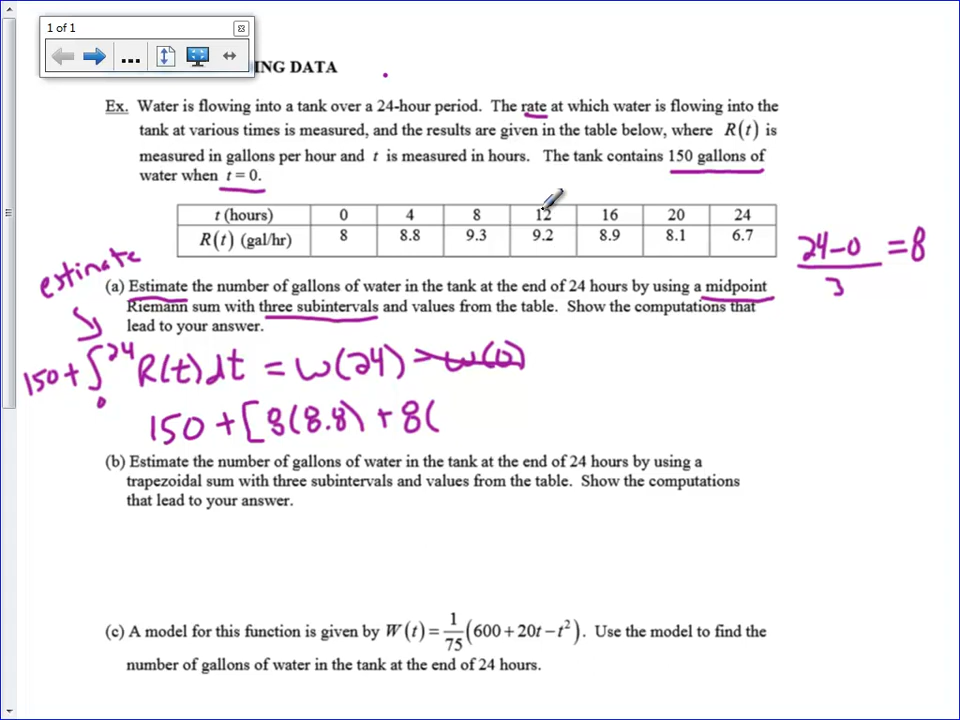 1 of 1
ING DATA
Ex. Water is flowing into a tank over a 24-hour period. The rate at which water is flowing into the
tank at various times is measured, and the results are given in the table below, where R(t) is
measured in gallons per hour and t is measured in hours. The tank contains 150 gallons of
water when t = 0.
t (hours) 0 4 8 12 16 20 24
R(t) (gal/hr) 8 8.8 9.3 9.2 8.9 8.1 6.7
24-0 / 3 = 8
estimate
(a) Estimate the number of gallons of water in the tank at the end of 24 hours by using a midpoint
Riemann sum with three subintervals and values from the table. Show the computations that
lead to your answer.
150 + ∫₀²⁴ R(t)dt = w(24) - w(0)
150 + [8(8.8) + 8(
(b) Estimate the number of gallons of water in the tank at the end of 24 hours by using a
trapezoidal sum with three subintervals and values from the table. Show the computations
that lead to your answer.
(c) A model for this function is given by W(t) = 1/75 (600 + 20t - t²). Use the model to find the
number of gallons of water in the tank at the end of 24 hours.